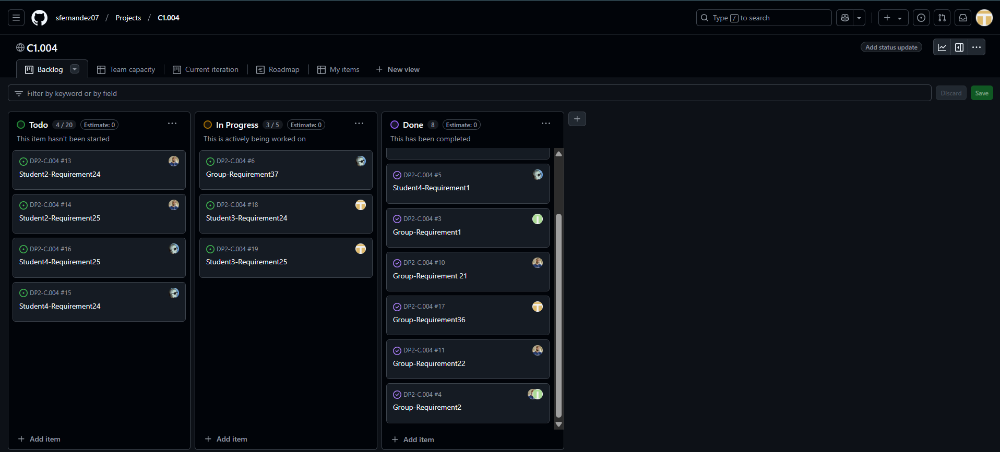 sfernandez07 / Projects / C1.004
Type / to search
C1.004
Add status update
Backlog
Team capacity
Current iteration
Roadmap
My items
New view
Filter by keyword or by field
Discard
Save
Todo 4 / 20 Estimate: 0
This item hasn't been started
DP2-C.004 #13
Student2-Requirement24
DP2-C.004 #14
Student2-Requirement25
DP2-C.004 #16
Student4-Requirement25
DP2-C.004 #15
Student4-Requirement24
Add item
In Progress 3 / 5 Estimate: 0
This is actively being worked on
DP2-C.004 #6
Group-Requirement37
DP2-C.004 #18
Student3-Requirement24
DP2-C.004 #19
Student3-Requirement25
Add item
Done 8 Estimate: 0
This has been completed
DP2-C.004 #5
Student4-Requirement1
DP2-C.004 #3
Group-Requirement1
DP2-C.004 #10
Group-Requirement 21
DP2-C.004 #17
Group-Requirement36
DP2-C.004 #11
Group-Requirement22
DP2-C.004 #4
Group-Requirement2
Add item